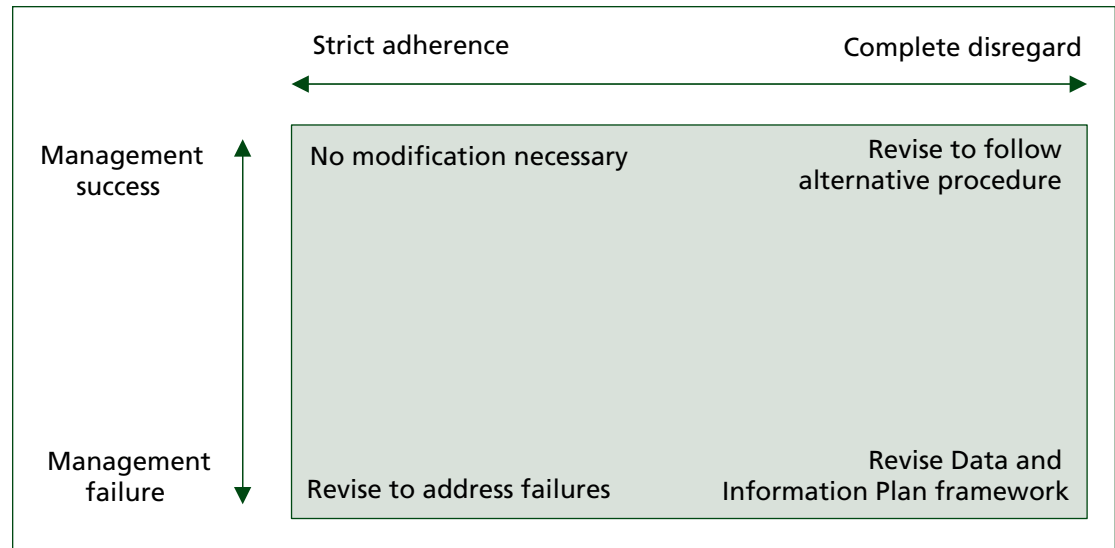 Strict adherence
Complete disregard
Management
success
No modification necessary
Revise to follow
alternative procedure
Management
failure
Revise to address failures
Revise Data and
Information Plan framework